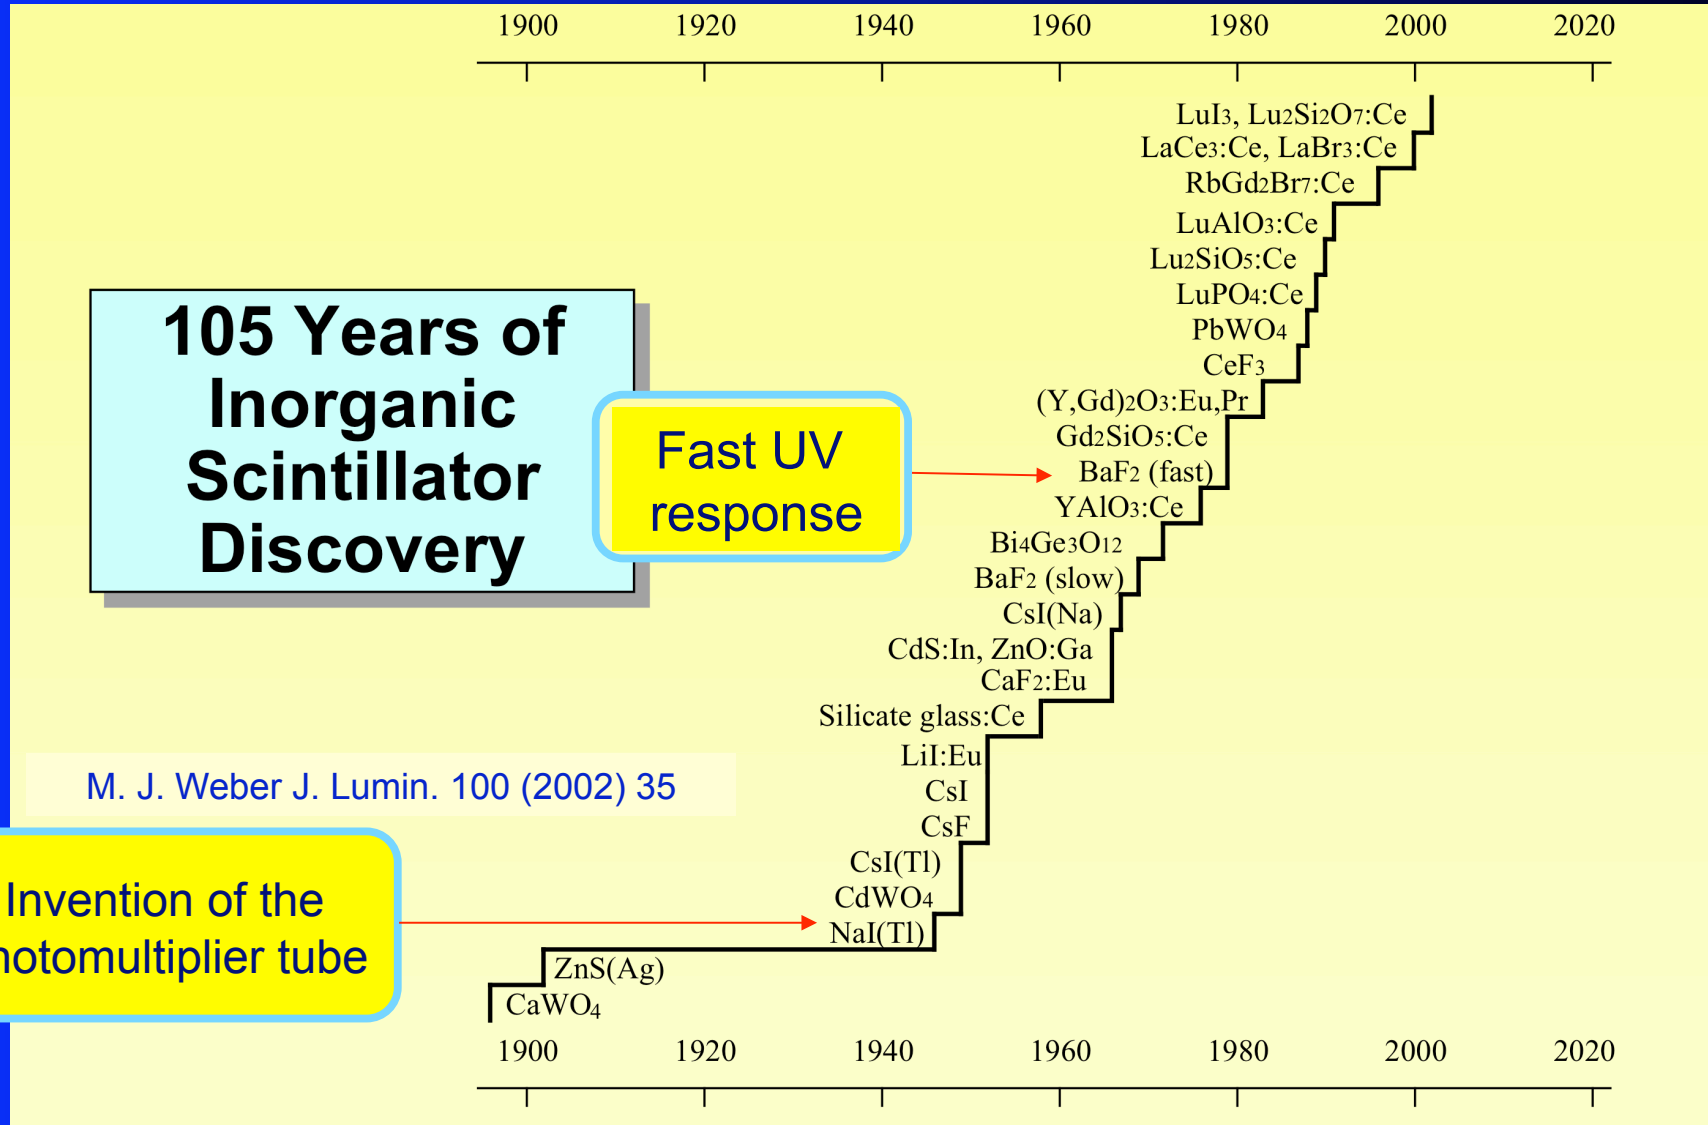 1900 1920 1940 1960 1980 2000 2020
LuI3, Lu2Si2O7:Ce
LaCe3:Ce, LaBr3:Ce
RbGd2Br7:Ce
LuAlO3:Ce
Lu2SiO5:Ce
LuPO4:Ce
PbWO4
CeF3
(Y,Gd)2O3:Eu,Pr
Gd2SiO5:Ce
BaF2 (fast)
YAlO3:Ce
Bi4Ge3O12
BaF2 (slow)
CsI(Na)
CdS:In, ZnO:Ga
CaF2:Eu
Silicate glass:Ce
LiI:Eu
CsI
CsF
CsI(Tl)
CdWO4
NaI(Tl)
ZnS(Ag)
CaWO4
105 Years of
Inorganic
Scintillator
Discovery
Fast UV
response
M. J. Weber J. Lumin. 100 (2002) 35
Invention of the
otomultiplier tube
1900 1920 1940 1960 1980 2000 2020